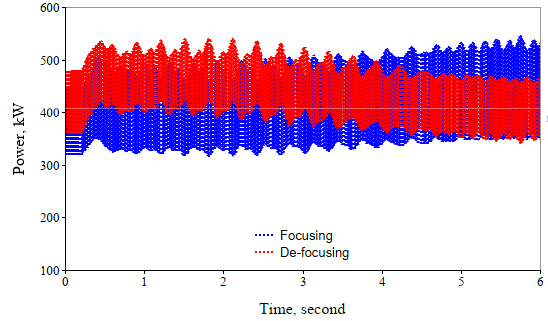 600
500
400
300
200
100
Power, kW
Focusing
De-focusing
0 1 2 3 4 5 6
Time, second